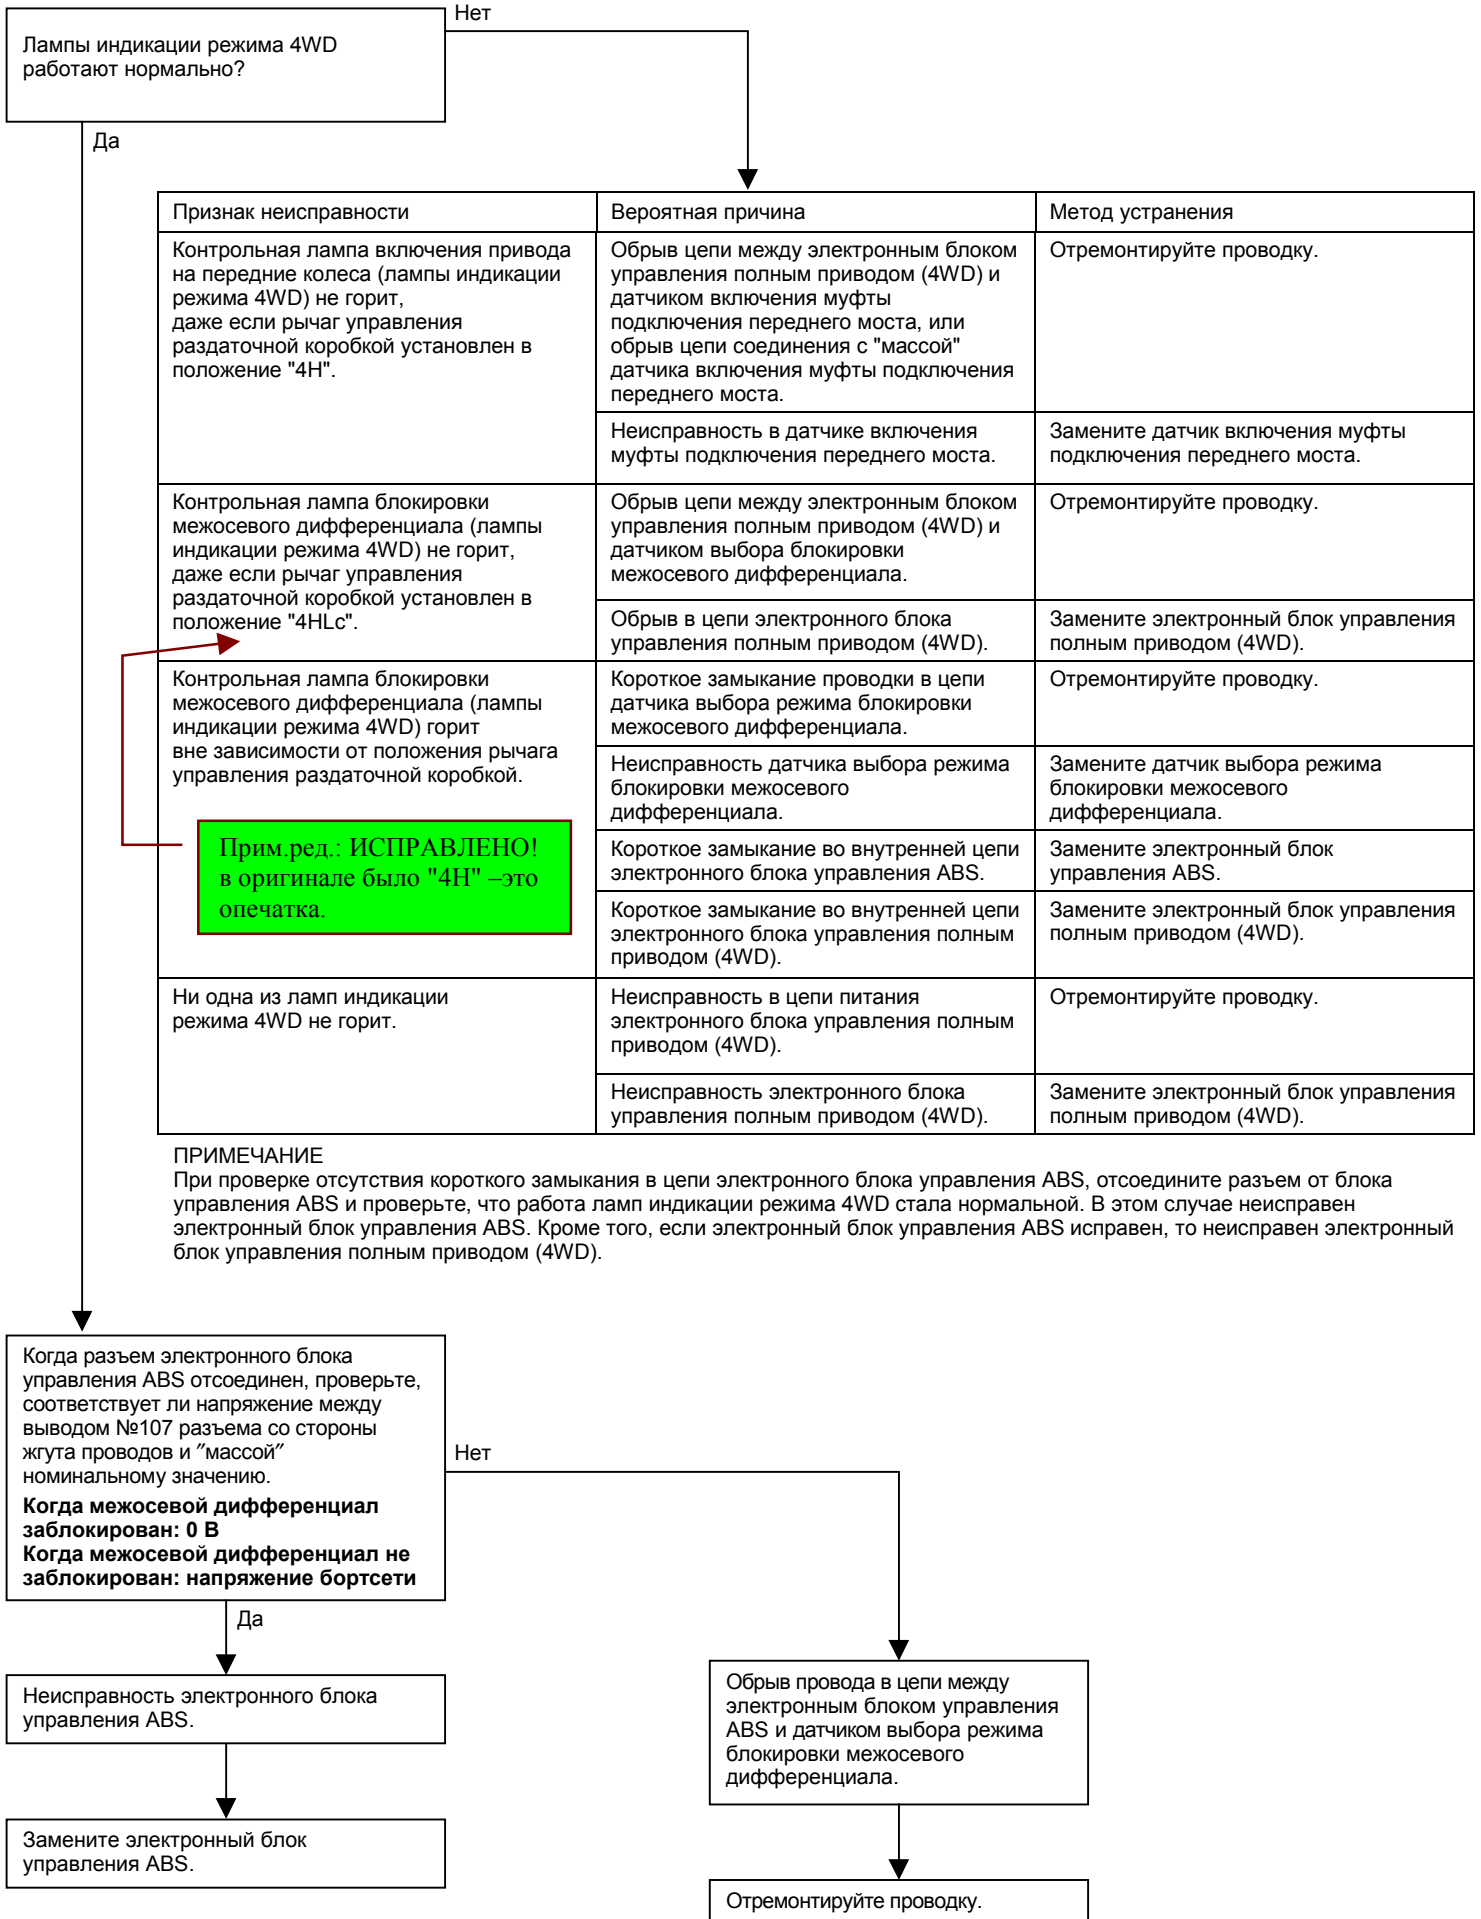 Нет
Лампы индикации режима 4WD
работают нормально?
Да
Признак неисправности
Вероятная причина
Метод устранения
Контрольная лампа включения привода
на передние колеса (лампы индикации
режима 4WD) не горит,
даже если рычаг управления
раздаточной коробкой установлен в
положение "4H".
Обрыв цепи между электронным блоком
управления полным приводом (4WD) и
датчиком включения муфты
подключения переднего моста, или
обрыв цепи соединения с "массой"
датчика включения муфты подключения
переднего моста.
Отремонтируйте проводку.
Неисправность в датчике включения
муфты подключения переднего моста.
Замените датчик включения муфты
подключения переднего моста.
Контрольная лампа блокировки
межосевого дифференциала (лампы
индикации режима 4WD) не горит,
даже если рычаг управления
раздаточной коробкой установлен в
положение "4HLc".
Обрыв цепи между электронным блоком
управления полным приводом (4WD) и
датчиком выбора блокировки
межосевого дифференциала.
Отремонтируйте проводку.
Обрыв в цепи электронного блока
управления полным приводом (4WD).
Замените электронный блок управления
полным приводом (4WD).
Контрольная лампа блокировки
межосевого дифференциала (лампы
индикации режима 4WD) горит
вне зависимости от положения рычага
управления раздаточной коробкой.
Прим.ред.: ИСПРАВЛЕНО!
в оригинале было "4H" –это
опечатка.
Короткое замыкание проводки в цепи
датчика выбора режима блокировки
межосевого дифференциала.
Отремонтируйте проводку.
Неисправность датчика выбора режима
блокировки межосевого
дифференциала.
Замените датчик выбора режима
блокировки межосевого
дифференциала.
Короткое замыкание во внутренней цепи
электронного блока управления ABS.
Замените электронный блок
управления ABS.
Короткое замыкание во внутренней цепи
электронного блока управления полным
приводом (4WD).
Замените электронный блок управления
полным приводом (4WD).
Ни одна из ламп индикации
режима 4WD не горит.
Неисправность в цепи питания
электронного блока управления полным
приводом (4WD).
Отремонтируйте проводку.
Неисправность электронного блока
управления полным приводом (4WD).
Замените электронный блок управления
полным приводом (4WD).
ПРИМЕЧАНИЕ
При проверке отсутствия короткого замыкания в цепи электронного блока управления ABS, отсоедините разъем от блока
управления ABS и проверьте, что работа ламп индикации режима 4WD стала нормальной. В этом случае неисправен
электронный блок управления ABS. Кроме того, если электронный блок управления ABS исправен, то неисправен электронный
блок управления полным приводом (4WD).
Когда разъем электронного блока
управления ABS отсоединен, проверьте,
соответствует ли напряжение между
выводом №107 разъема со стороны
жгута проводов и ″массой″
номинальному значению.
Когда межосевой дифференциал
заблокирован: 0 В
Когда межосевой дифференциал не
заблокирован: напряжение бортсети
Нет
Да
Неисправность электронного блока
управления ABS.
Замените электронный блок
управления ABS.
Обрыв провода в цепи между
электронным блоком управления
ABS и датчиком выбора режима
блокировки межосевого
дифференциала.
Отремонтируйте проводку.